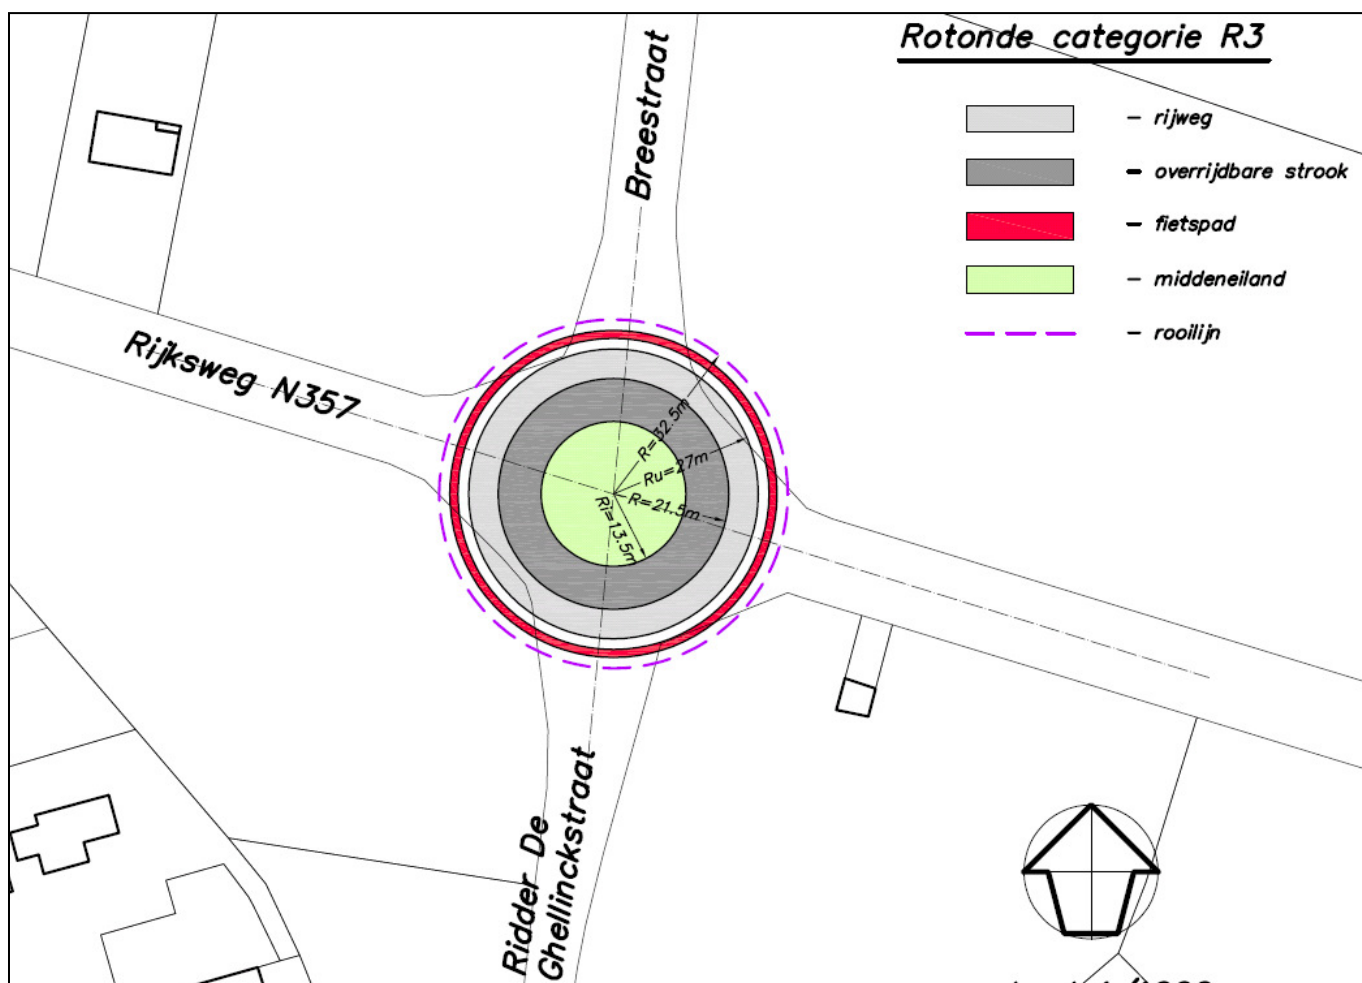 Rotonde categorie R3
- rijweg
- overrijdbare strook
- fietspad
- middeneiland
- rooilijn
Breestraat
Rijksweg N357
R=32.5m
Ru=27m
R=21.5m
Ri=13.5m
Ridder De
Ghellinckstraat